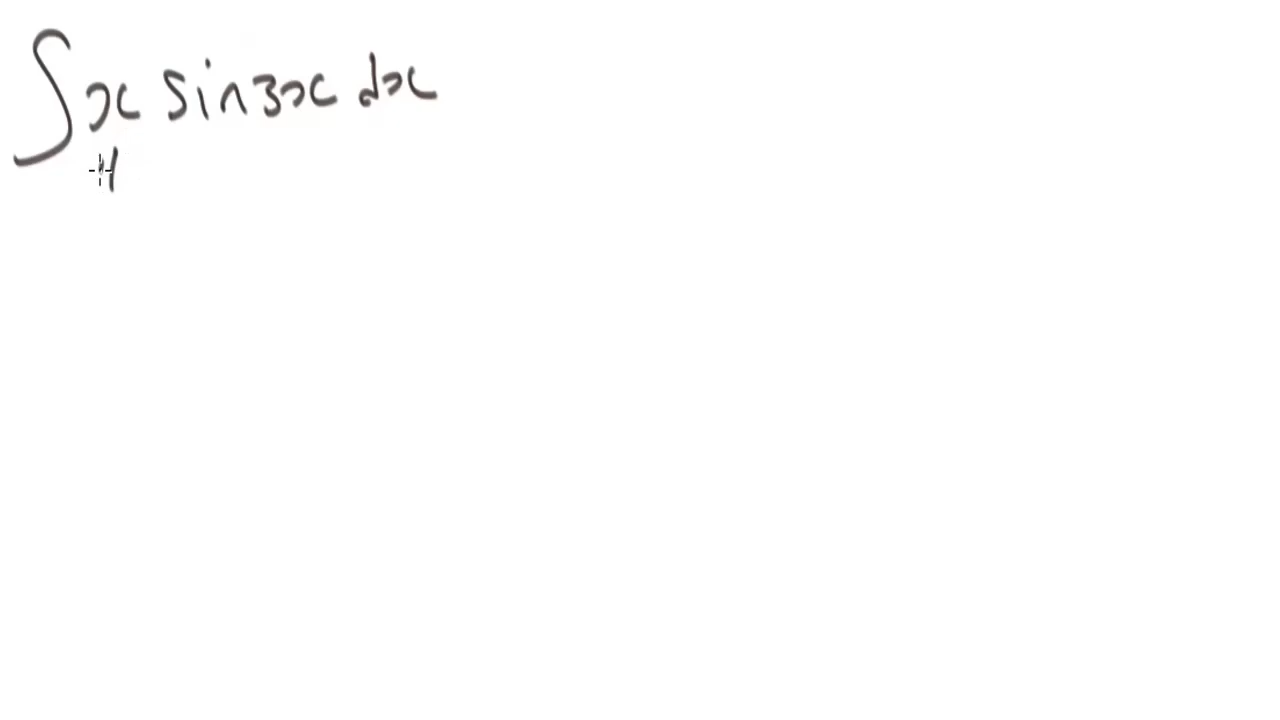 ∫ x sin3x dx